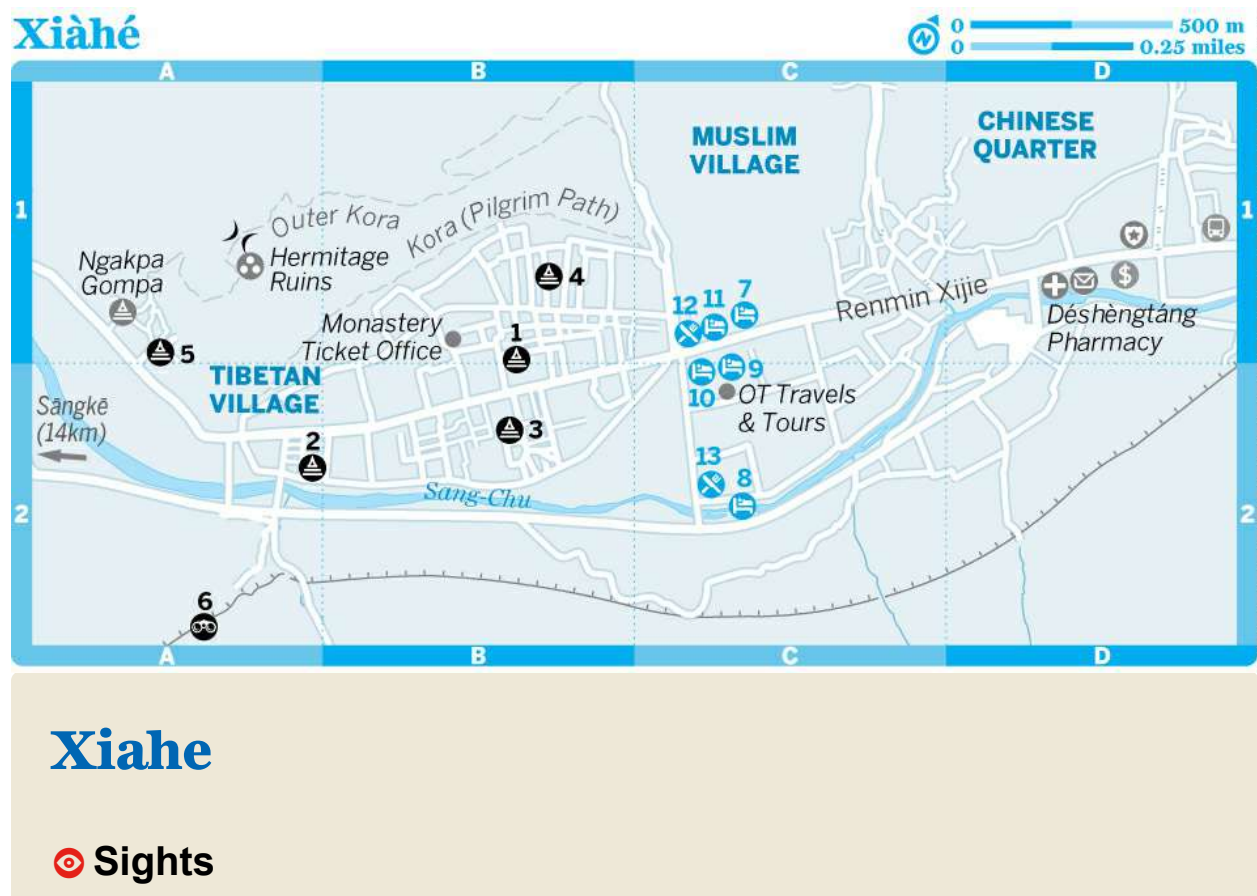 Xiàhé
0 500 m
0 0.25 miles
A B C D
MUSLIM
VILLAGE
CHINESE
QUARTER
1 1
Outer Kora
Kora (Pilgrim Path)
Hermitage
Ruins
Ngakpa
Gompa
4
7
11
12
Renmin Xijie
$
Déshèngtáng
Pharmacy
Monastery
Ticket Office
1
5
9
10
OT Travels
& Tours
TIBETAN
VILLAGE
Sāngkē
(14km)
2
3
13
8
Sang-Chu
2 2
6
A B C D
Xiahe
Sights